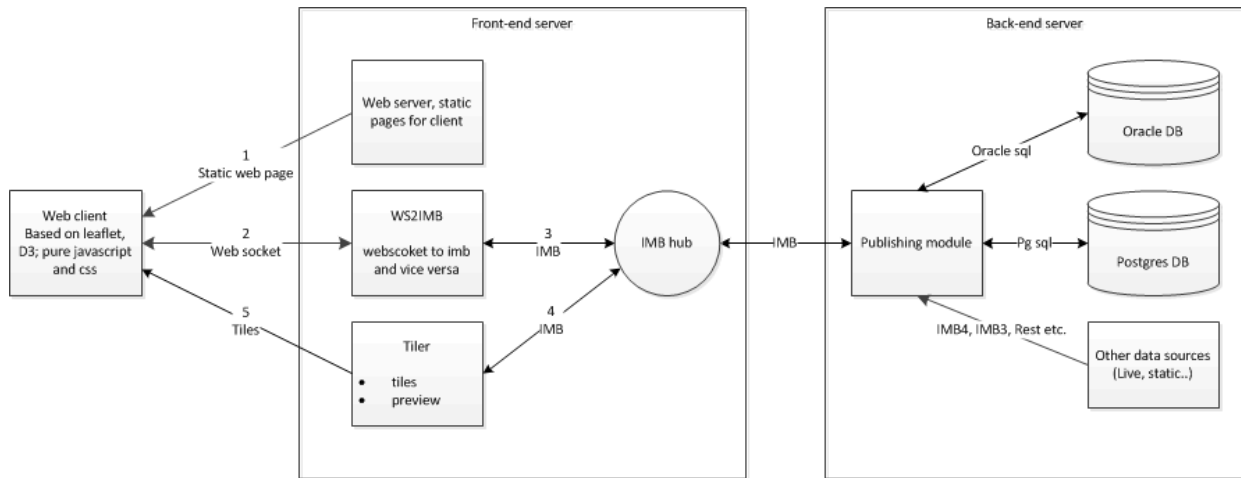 Front-end server
Back-end server
Web server, static
pages for client
Oracle DB
1
Static web page
Oracle sql
Web client
Based on leaflet,
D3; pure javascript
and css
2
Web socket
WS2IMB
webscoket to imb
and vice versa
3
IMB
IMB hub
IMB
Publishing module
Pg sql
Postgres DB
4
IMB
5
Tiles
Tiler
• tiles
• preview
IMB4, IMB3, Rest etc.
Other data sources
(Live, static..)